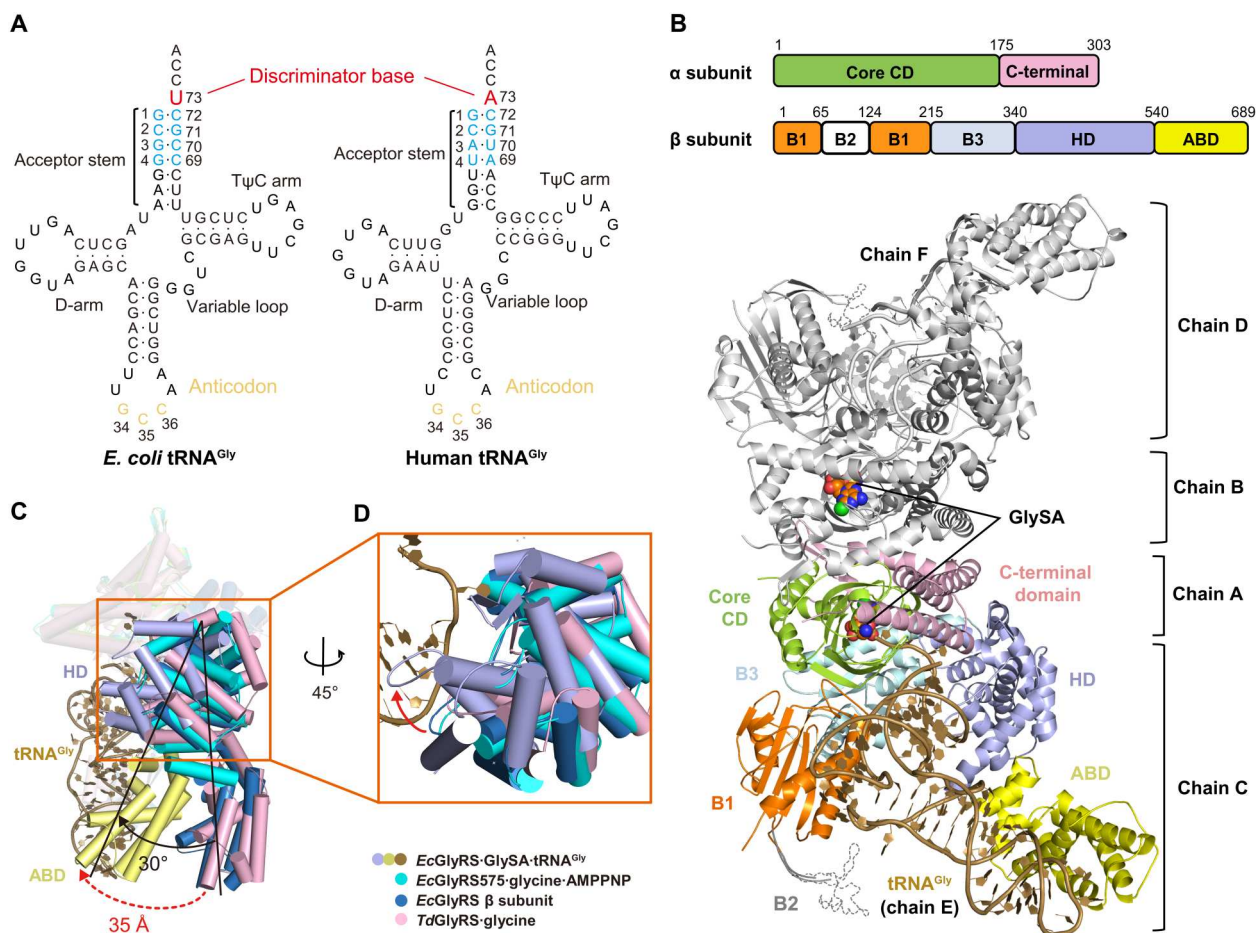 A
A
C
C
U 73
Discriminator base
1 G · C 72
2 C · G 71
3 G · C 70
4 G · C 69
G · C
A · U
A · U
Acceptor stem
TψC arm
U
U G C U C
U G A G C
G A G C G
U U
C U
G G G
A G
C U C G
G A G C
U U G A
U G G U A
D-arm
Variable loop
A · G
C · G
G · C
A · U
C · G
C · G
U A
U A
Anticodon
G C C
34 35 36
E. coli tRNAGly
A
C
C
A 73
1 G · C 72
2 C · G 71
3 A · U 70
4 U · A 69
U · A
G · C
G · C
Acceptor stem
TψC arm
U
G G C C C
U U A G C
C C G G G
U U
C G G
G G U U C
G A A U
D-arm
Variable loop
U · A
U · G
C · G
U · G
C · G
C · C
U A
Anticodon
G C C
34 35 36
Human tRNAGly
B
1 175 303
α subunit
Core CD
C-terminal
1 65 124 215 340 540 689
β subunit
B1
B2
B1
B3
HD
ABD
Chain F
Chain D
Chain B
GlySA
Chain A
C-terminal domain
Core CD
B3
HD
B1
ABD
Chain C
tRNAGly
(chain E)
B2
C
HD
tRNAGly
ABD
30°
35 Å
45°
D
EcGlyRS·GlySA·tRNAGly
EcGlyRS575·glycine·AMPPNP
EcGlyRS β subunit
TdGlyRS·glycine